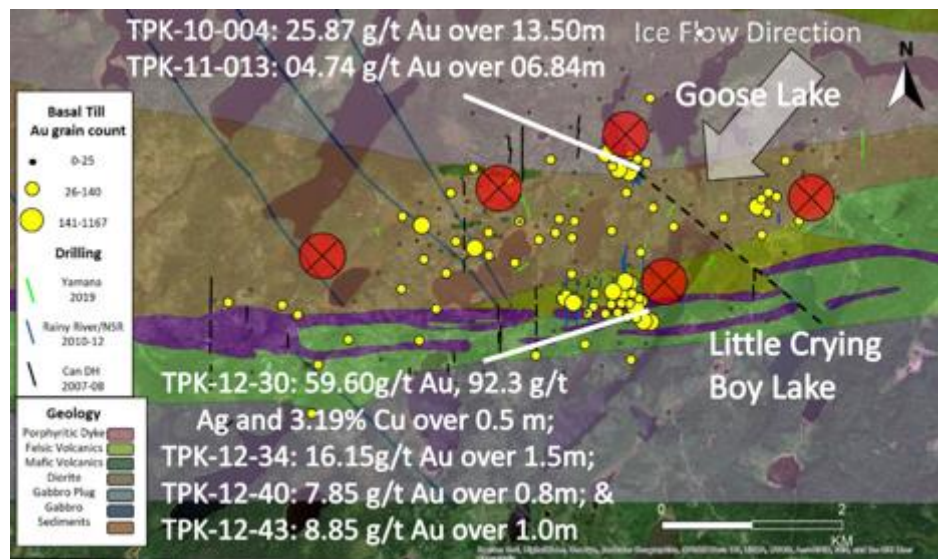 TPK-10-004: 25.87 g/t Au over 13.50m
TPK-11-013: 04.74 g/t Au over 06.84m
Ice Flow Direction
N
Goose Lake
Basal Till
Au grain count
0-25
26-140
141-1167
Drilling
Yamana
2019
Rainy River/NSR
2010-12
Can DH
2007-08
Little Crying
Boy Lake
TPK-12-30: 59.60g/t Au, 92.3 g/t
Ag and 3.19% Cu over 0.5 m;
TPK-12-34: 16.15g/t Au over 1.5m;
TPK-12-40: 7.85 g/t Au over 0.8m; &
TPK-12-43: 8.85 g/t Au over 1.0m
Geology
Porphyritic Dyke
Felsic Volcanics
Mafic Volcanics
Diorite
Gabbro Plug
Gabbro
Sediments
0 2
KM